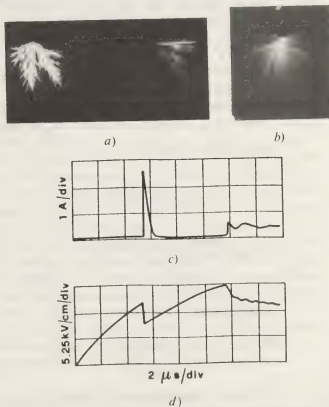 a)
b)
1 A/div
c)
5.25kV/cm/div
2 μs/div
d)